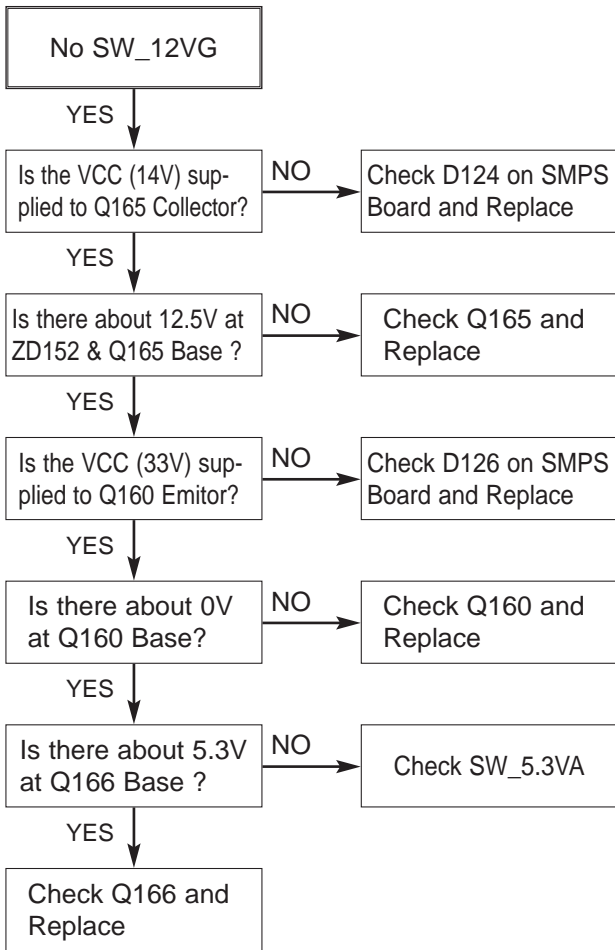 No SW_12VG
YES
Is the VCC (14V) sup-
plied to Q165 Collector?
NO
Check D124 on SMPS
Board and Replace
YES
Is there about 12.5V at
ZD152 & Q165 Base ?
NO
Check Q165 and
Replace
YES
Is the VCC (33V) sup-
plied to Q160 Emitor?
NO
Check D126 on SMPS
Board and Replace
YES
Is there about 0V
at Q160 Base?
NO
Check Q160 and
Replace
YES
Is there about 5.3V
at Q166 Base ?
NO
Check SW_5.3VA
YES
Check Q166 and
Replace